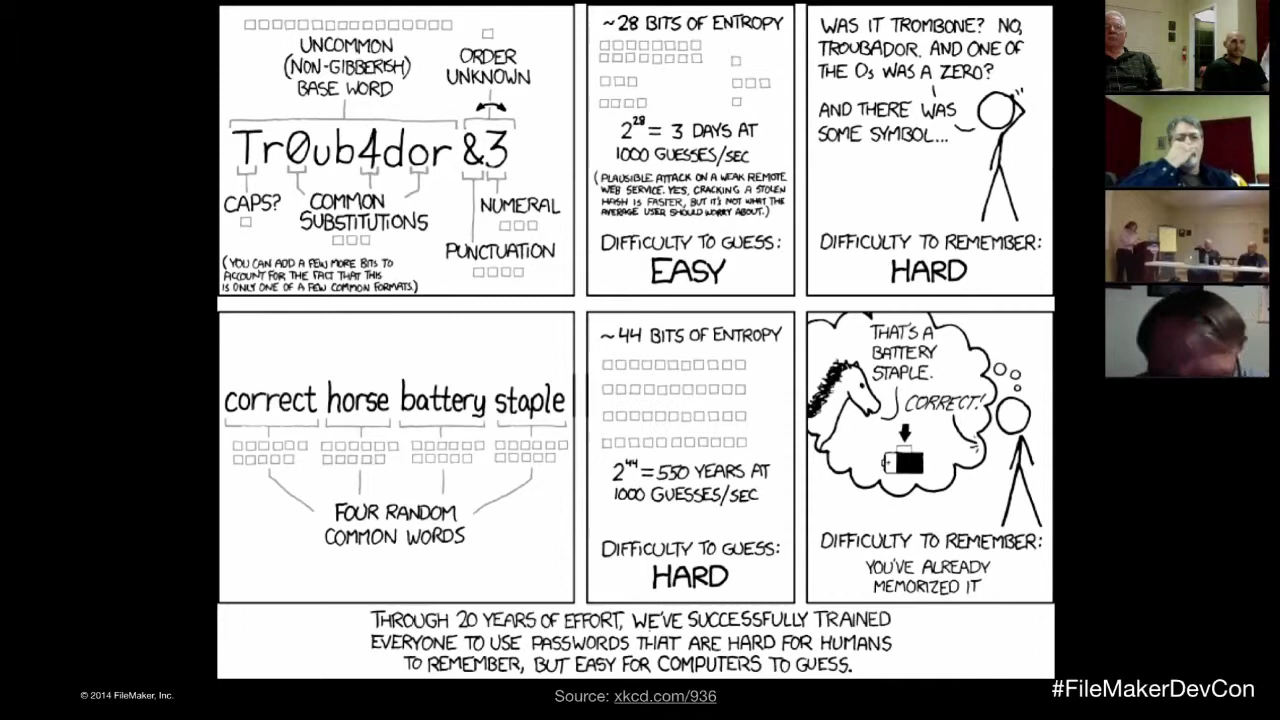 UNCOMMON
(NON-GIBBERISH)
BASE WORD
ORDER
UNKNOWN
Tr0ub4dor &3
CAPS?
COMMON
SUBSTITUTIONS
NUMERAL
PUNCTUATION
(YOU CAN ADD A FEW MORE BITS TO
ACCOUNT FOR THE FACT THAT THIS
IS ONLY ONE OF A FEW COMMON FORMATS.)
~28 BITS OF ENTROPY
2^28 = 3 DAYS AT
1000 GUESSES/SEC
(PLAUSIBLE ATTACK ON A WEAK REMOTE
WEB SERVICE. YES, CRACKING A STOLEN
HASH IS FASTER, BUT IT'S NOT WHAT THE
AVERAGE USER SHOULD WORRY ABOUT.)
DIFFICULTY TO GUESS:
EASY
WAS IT TROMBONE? NO,
TROUBADOR. AND ONE OF
THE Os WAS A ZERO?
AND THERE WAS
SOME SYMBOL...
DIFFICULTY TO REMEMBER:
HARD
correct horse battery staple
FOUR RANDOM
COMMON WORDS
~44 BITS OF ENTROPY
2^44 = 550 YEARS AT
1000 GUESSES/SEC
DIFFICULTY TO GUESS:
HARD
THAT'S A
BATTERY
STAPLE.
CORRECT!
DIFFICULTY TO REMEMBER:
YOU'VE ALREADY
MEMORIZED IT
THROUGH 20 YEARS OF EFFORT, WE'VE SUCCESSFULLY TRAINED
EVERYONE TO USE PASSWORDS THAT ARE HARD FOR HUMANS
TO REMEMBER, BUT EASY FOR COMPUTERS TO GUESS.
© 2014 FileMaker, Inc.
Source: xkcd.com/936
#FileMakerDevCon